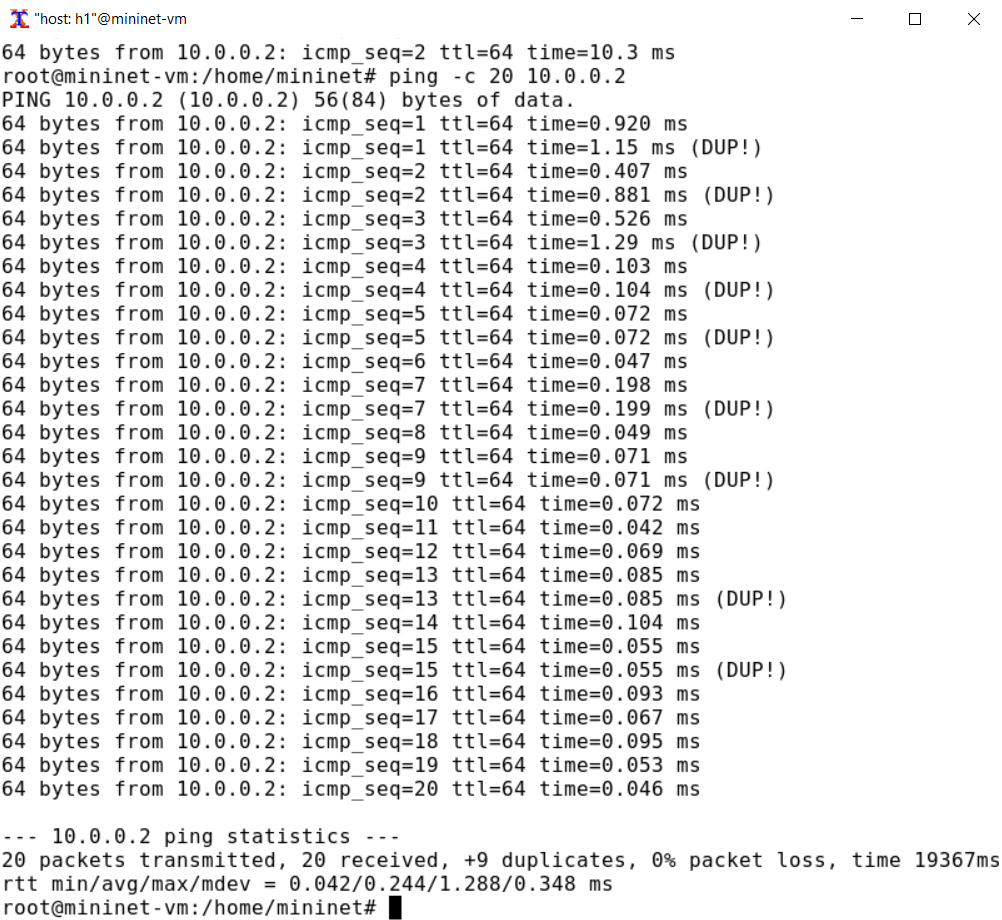 "host: h1"@mininet-vm
64 bytes from 10.0.0.2: icmp_seq=2 ttl=64 time=10.3 ms
root@mininet-vm:/home/mininet# ping -c 20 10.0.0.2
PING 10.0.0.2 (10.0.0.2) 56(84) bytes of data.
64 bytes from 10.0.0.2: icmp_seq=1 ttl=64 time=0.920 ms
64 bytes from 10.0.0.2: icmp_seq=1 ttl=64 time=1.15 ms (DUP!)
64 bytes from 10.0.0.2: icmp_seq=2 ttl=64 time=0.407 ms
64 bytes from 10.0.0.2: icmp_seq=2 ttl=64 time=0.881 ms (DUP!)
64 bytes from 10.0.0.2: icmp_seq=3 ttl=64 time=0.526 ms
64 bytes from 10.0.0.2: icmp_seq=3 ttl=64 time=1.29 ms (DUP!)
64 bytes from 10.0.0.2: icmp_seq=4 ttl=64 time=0.103 ms
64 bytes from 10.0.0.2: icmp_seq=4 ttl=64 time=0.104 ms (DUP!)
64 bytes from 10.0.0.2: icmp_seq=5 ttl=64 time=0.072 ms
64 bytes from 10.0.0.2: icmp_seq=5 ttl=64 time=0.072 ms (DUP!)
64 bytes from 10.0.0.2: icmp_seq=6 ttl=64 time=0.047 ms
64 bytes from 10.0.0.2: icmp_seq=7 ttl=64 time=0.198 ms
64 bytes from 10.0.0.2: icmp_seq=7 ttl=64 time=0.199 ms (DUP!)
64 bytes from 10.0.0.2: icmp_seq=8 ttl=64 time=0.049 ms
64 bytes from 10.0.0.2: icmp_seq=9 ttl=64 time=0.071 ms
64 bytes from 10.0.0.2: icmp_seq=9 ttl=64 time=0.071 ms (DUP!)
64 bytes from 10.0.0.2: icmp_seq=10 ttl=64 time=0.072 ms
64 bytes from 10.0.0.2: icmp_seq=11 ttl=64 time=0.042 ms
64 bytes from 10.0.0.2: icmp_seq=12 ttl=64 time=0.069 ms
64 bytes from 10.0.0.2: icmp_seq=13 ttl=64 time=0.085 ms
64 bytes from 10.0.0.2: icmp_seq=13 ttl=64 time=0.085 ms (DUP!)
64 bytes from 10.0.0.2: icmp_seq=14 ttl=64 time=0.104 ms
64 bytes from 10.0.0.2: icmp_seq=15 ttl=64 time=0.055 ms
64 bytes from 10.0.0.2: icmp_seq=15 ttl=64 time=0.055 ms (DUP!)
64 bytes from 10.0.0.2: icmp_seq=16 ttl=64 time=0.093 ms
64 bytes from 10.0.0.2: icmp_seq=17 ttl=64 time=0.067 ms
64 bytes from 10.0.0.2: icmp_seq=18 ttl=64 time=0.095 ms
64 bytes from 10.0.0.2: icmp_seq=19 ttl=64 time=0.053 ms
64 bytes from 10.0.0.2: icmp_seq=20 ttl=64 time=0.046 ms
--- 10.0.0.2 ping statistics ---
20 packets transmitted, 20 received, +9 duplicates, 0% packet loss, time 19367ms
rtt min/avg/max/mdev = 0.042/0.244/1.288/0.348 ms
root@mininet-vm:/home/mininet#